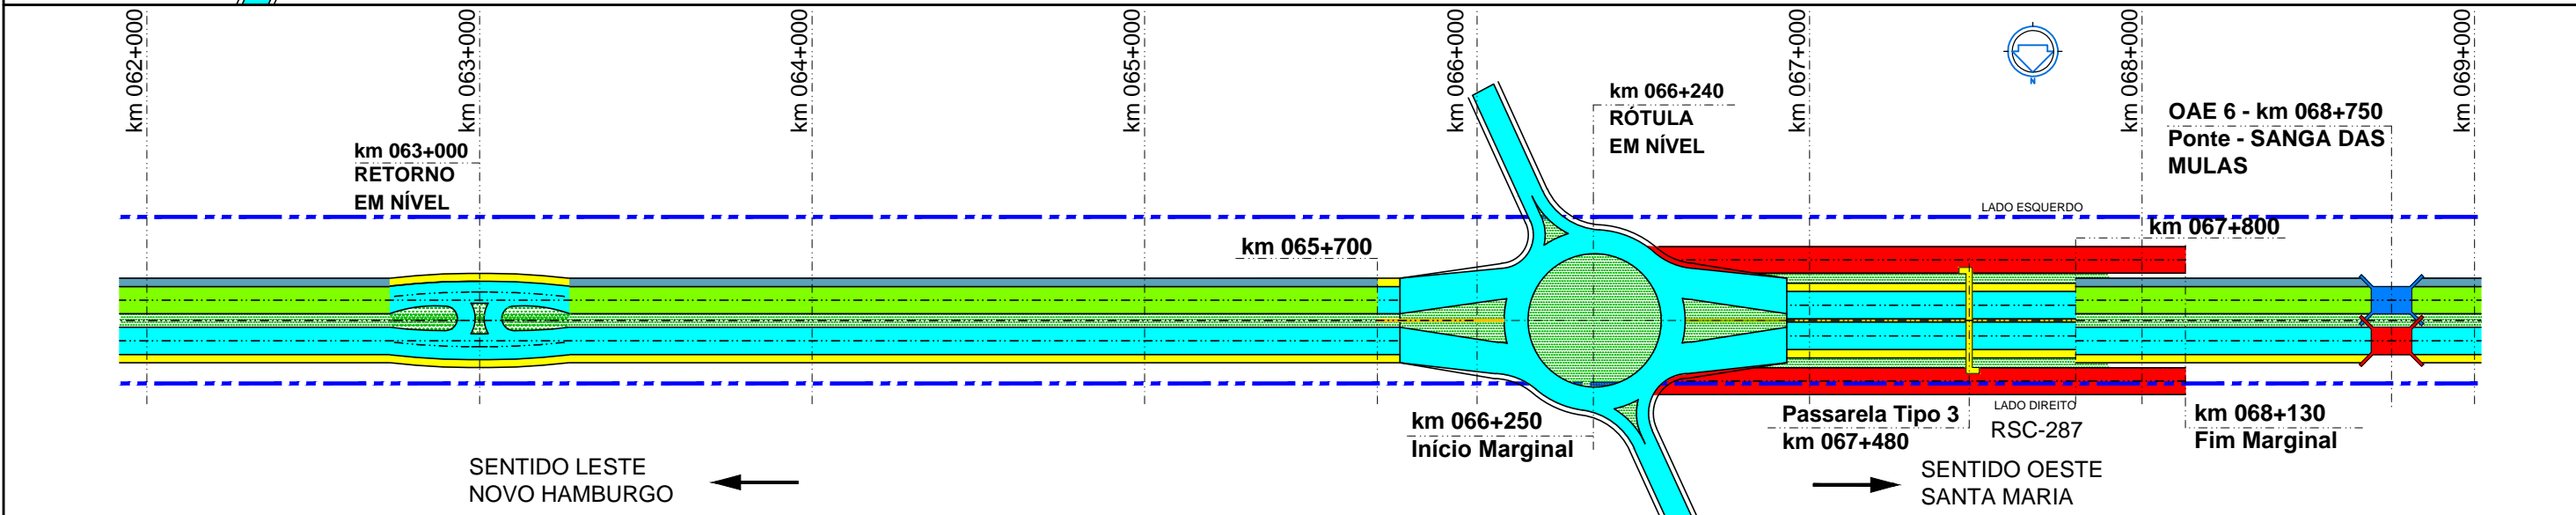 km 062+000
km 063+000
km 064+000
km 065+000
km 066+000
km 067+000
km 068+000
km 069+000
N
km 063+000
RETORNO
EM NÍVEL
km 065+700
km 066+240
RÓTULA
EM NÍVEL
OAE 6 - km 068+750
Ponte - SANGA DAS
MULAS
LADO ESQUERDO
km 067+800
km 066+250
Início Marginal
Passarela Tipo 3
km 067+480
LADO DIREITO
RSC-287
km 068+130
Fim Marginal
SENTIDO LESTE
NOVO HAMBURGO
SENTIDO OESTE
SANTA MARIA